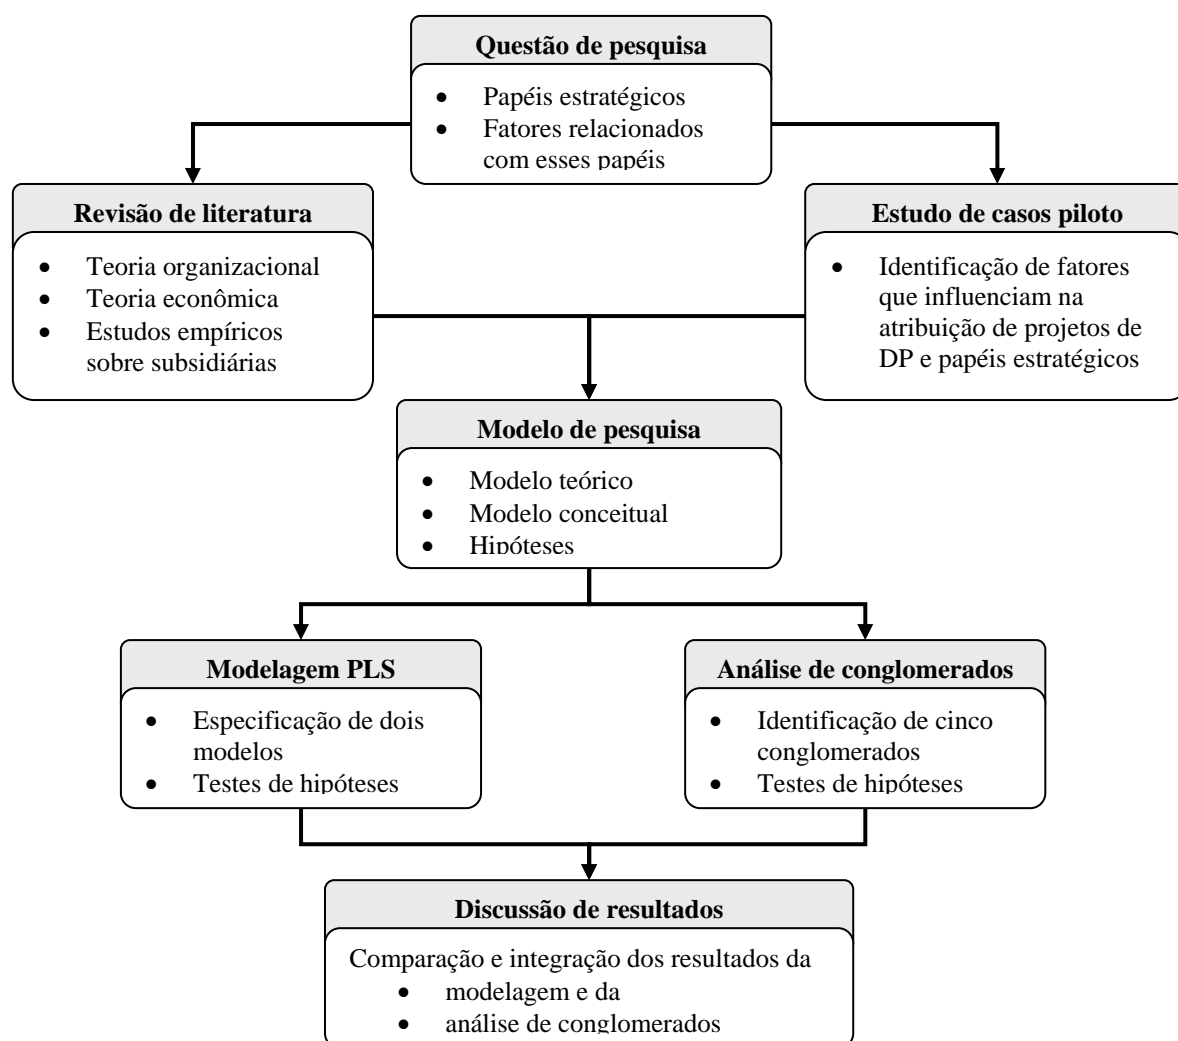 Questão de pesquisa
• Papéis estratégicos
• Fatores relacionados
com esses papéis
Revisão de literatura
• Teoria organizacional
• Teoria econômica
• Estudos empíricos
sobre subsidiárias
Estudo de casos piloto
• Identificação de fatores
que influenciam na
atribuição de projetos de
DP e papéis estratégicos
Modelo de pesquisa
• Modelo teórico
• Modelo conceitual
• Hipóteses
Modelagem PLS
• Especificação de dois
modelos
• Testes de hipóteses
Análise de conglomerados
• Identificação de cinco
conglomerados
• Testes de hipóteses
Discussão de resultados
Comparação e integração dos resultados da
• modelagem e da
• análise de conglomerados